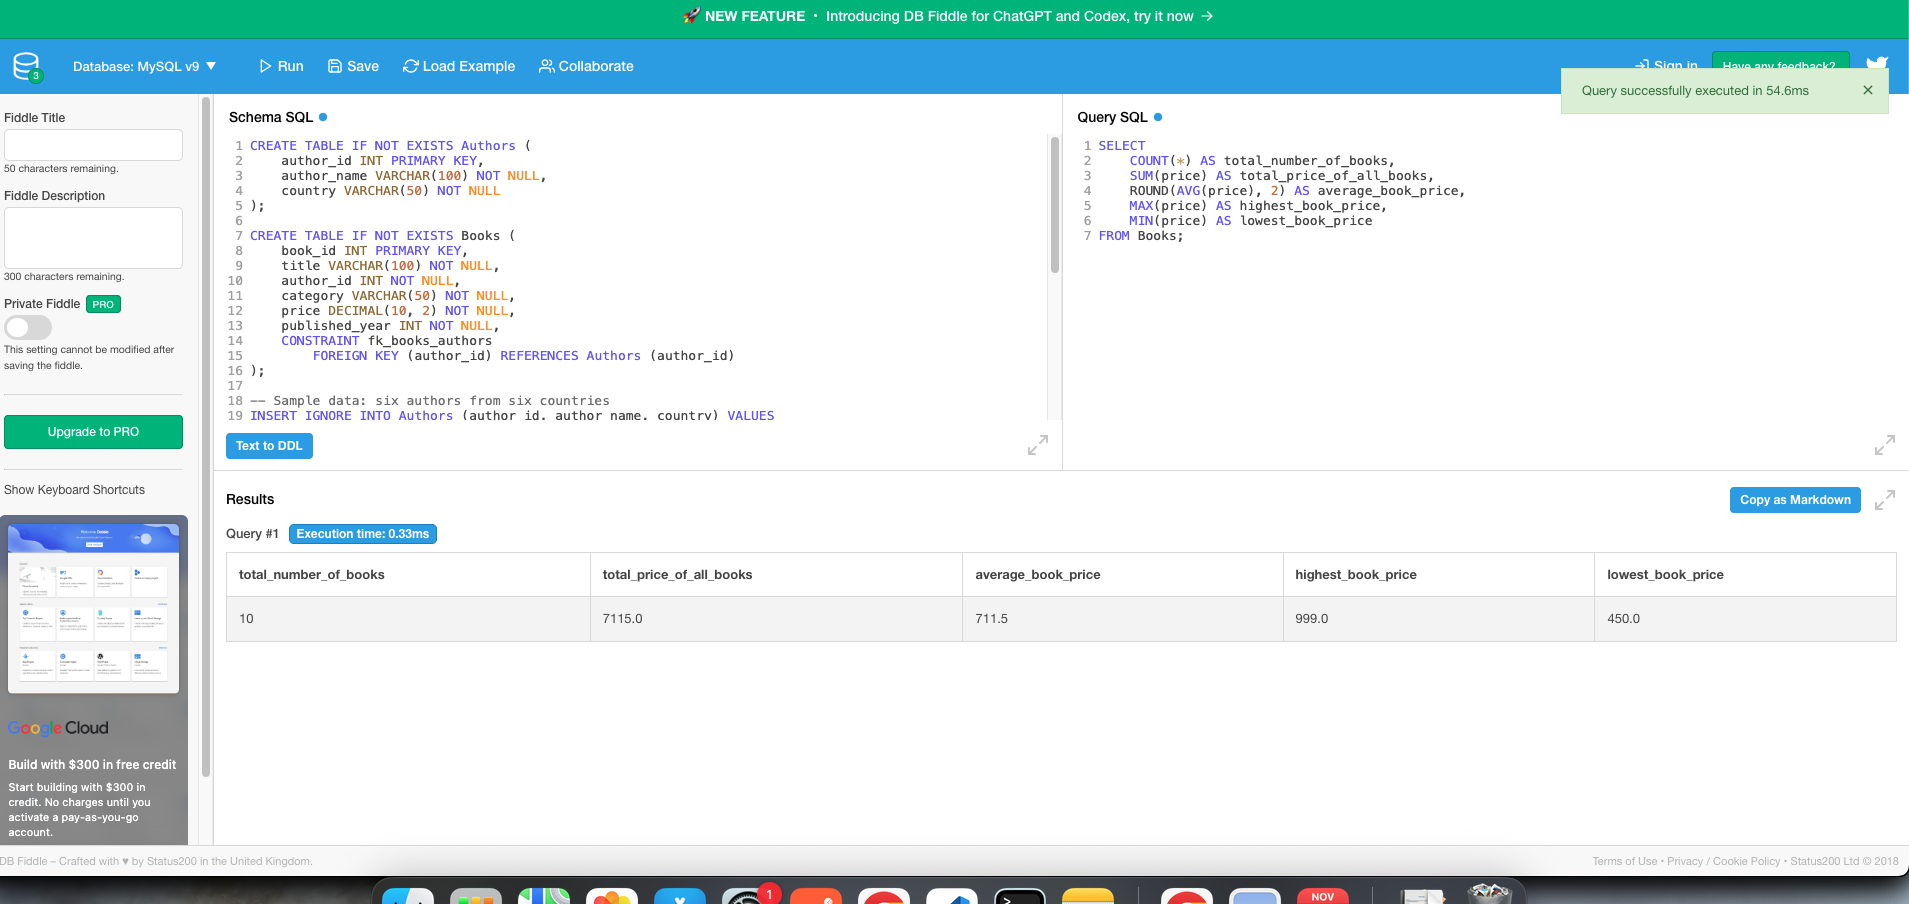 🚀 NEW FEATURE • Introducing DB Fiddle for ChatGPT and Codex, try it now →
3
Database: MySQL v9 ▼
Run
Save
Load Example
Collaborate
Sign in
Have any feedback?
Query successfully executed in 54.6ms ×
Fiddle Title
50 characters remaining.
Fiddle Description
300 characters remaining.
Private Fiddle PRO
This setting cannot be modified after
saving the fiddle.
Upgrade to PRO
Show Keyboard Shortcuts
Google Cloud
Build with $300 in free credit
Start building with $300 in
credit. No charges until you
activate a pay-as-you-go
account.
Schema SQL
1 CREATE TABLE IF NOT EXISTS Authors (
2     author_id INT PRIMARY KEY,
3     author_name VARCHAR(100) NOT NULL,
4     country VARCHAR(50) NOT NULL
5 );
6
7 CREATE TABLE IF NOT EXISTS Books (
8     book_id INT PRIMARY KEY,
9     title VARCHAR(100) NOT NULL,
10     author_id INT NOT NULL,
11     category VARCHAR(50) NOT NULL,
12     price DECIMAL(10, 2) NOT NULL,
13     published_year INT NOT NULL,
14     CONSTRAINT fk_books_authors
15         FOREIGN KEY (author_id) REFERENCES Authors (author_id)
16 );
17
18 -- Sample data: six authors from six countries
19 INSERT IGNORE INTO Authors (author_id, author_name, country) VALUES
Text to DDL
Query SQL
1 SELECT
2     COUNT(*) AS total_number_of_books,
3     SUM(price) AS total_price_of_all_books,
4     ROUND(AVG(price), 2) AS average_book_price,
5     MAX(price) AS highest_book_price,
6     MIN(price) AS lowest_book_price
7 FROM Books;
Results
Copy as Markdown
Query #1 Execution time: 0.33ms
total_number_of_books total_price_of_all_books average_book_price highest_book_price lowest_book_price
10 7115.0 711.5 999.0 450.0
DB Fiddle – Crafted with ♥ by Status200 in the United Kingdom.
Terms of Use • Privacy / Cookie Policy • Status200 Ltd © 2018
1
NOV